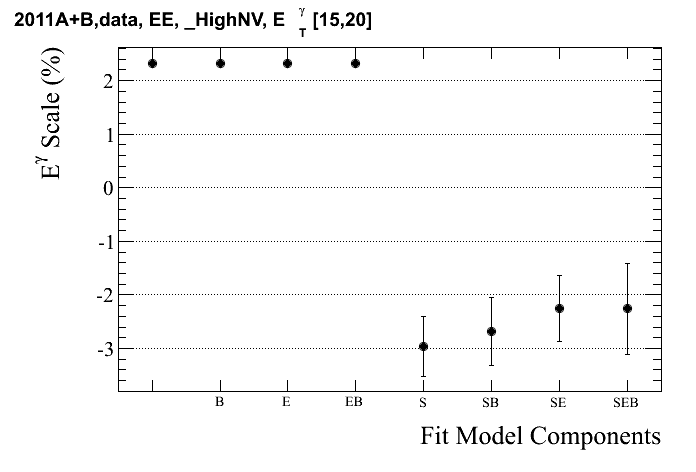 2011A+B,data, EE, _HighNV, E γ T [15,20]
E γ Scale (%)
2
1
0
-1
-2
-3
B E EB S SB SE SEB
Fit Model Components